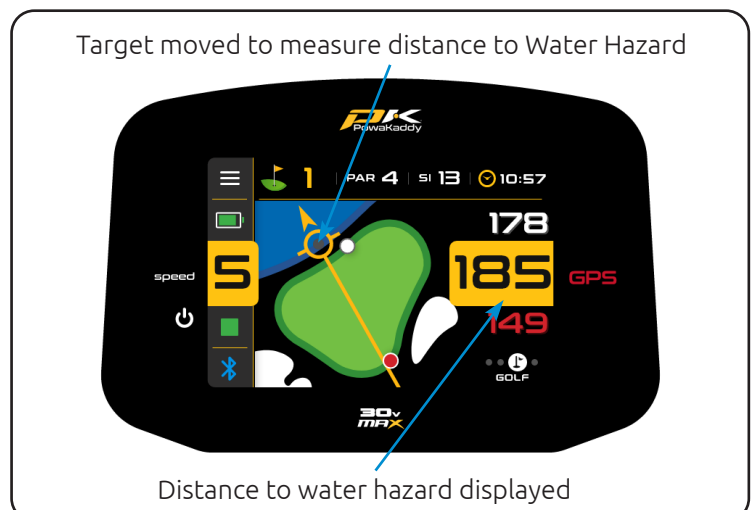 Target moved to measure distance to Water Hazard
PK
PowaKaddy
1 PAR 4 SI 13 10:57
178
speed 5 185 GPS
149
GOLF
30v
MAX
Distance to water hazard displayed